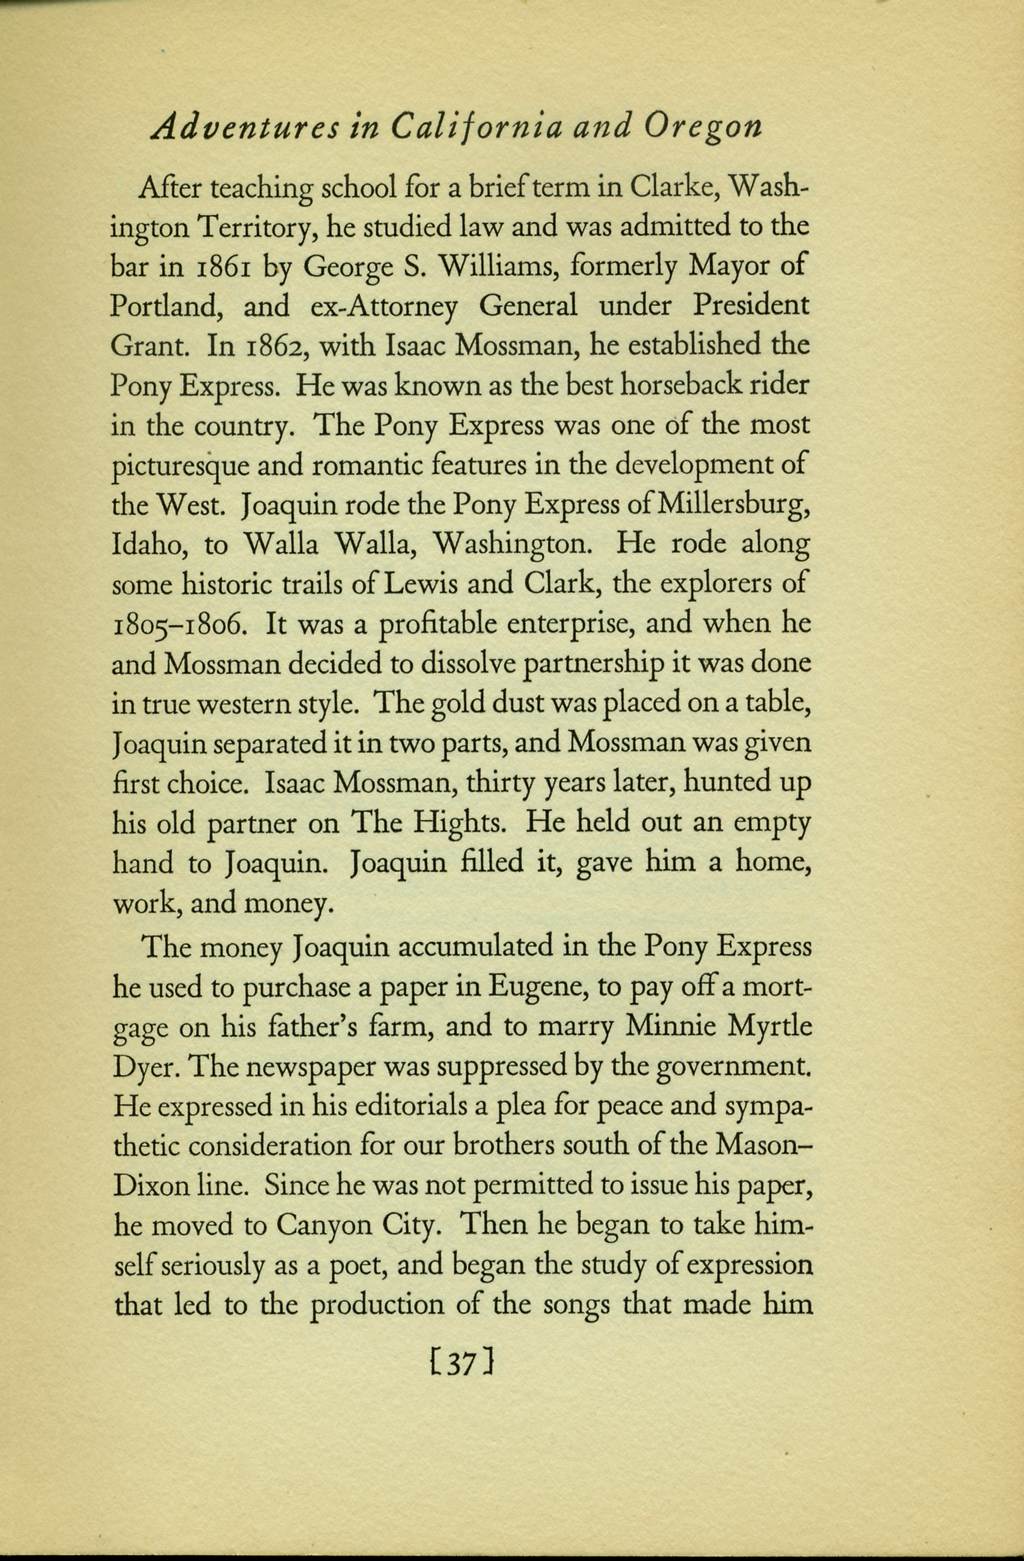 Adventures in California and Oregon
After teaching school for a brief term in Clarke, Wash-
ington Territory, he studied law and was admitted to the
bar in 1861 by George S. Williams, formerly Mayor of
Portland, and ex-Attorney General under President
Grant. In 1862, with Isaac Mossman, he established the
Pony Express. He was known as the best horseback rider
in the country. The Pony Express was one of the most
picturesque and romantic features in the development of
the West. Joaquin rode the Pony Express of Millersburg,
Idaho, to Walla Walla, Washington. He rode along
some historic trails of Lewis and Clark, the explorers of
1805–1806. It was a profitable enterprise, and when he
and Mossman decided to dissolve partnership it was done
in true western style. The gold dust was placed on a table,
Joaquin separated it in two parts, and Mossman was given
first choice. Isaac Mossman, thirty years later, hunted up
his old partner on The Hights. He held out an empty
hand to Joaquin. Joaquin filled it, gave him a home,
work, and money.
The money Joaquin accumulated in the Pony Express
he used to purchase a paper in Eugene, to pay off a mort-
gage on his father's farm, and to marry Minnie Myrtle
Dyer. The newspaper was suppressed by the government.
He expressed in his editorials a plea for peace and sympa-
thetic consideration for our brothers south of the Mason–
Dixon line. Since he was not permitted to issue his paper,
he moved to Canyon City. Then he began to take him-
self seriously as a poet, and began the study of expression
that led to the production of the songs that made him
[37]